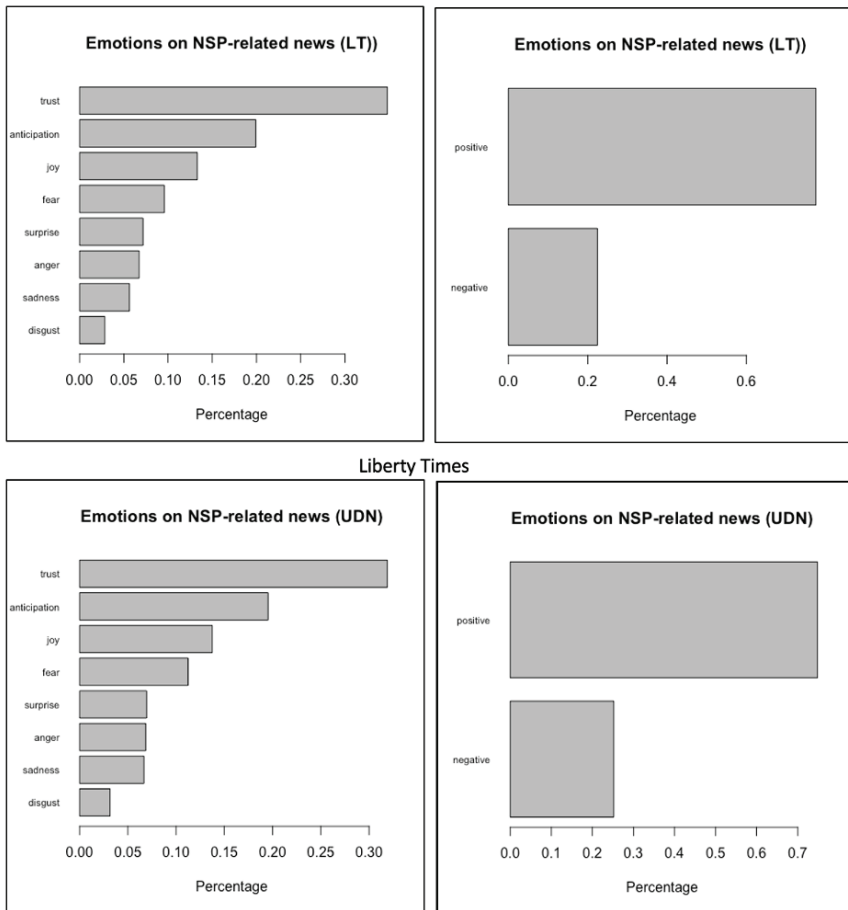 Emotions on NSP-related news (LT))
trust
anticipation
joy
fear
surprise
anger
sadness
disgust
0.00 0.05 0.10 0.15 0.20 0.25 0.30
Percentage
Emotions on NSP-related news (LT))
positive
negative
0.0 0.2 0.4 0.6
Percentage
Liberty Times
Emotions on NSP-related news (UDN)
trust
anticipation
joy
fear
surprise
anger
sadness
disgust
0.00 0.05 0.10 0.15 0.20 0.25 0.30
Percentage
Emotions on NSP-related news (UDN)
positive
negative
0.0 0.1 0.2 0.3 0.4 0.5 0.6 0.7
Percentage